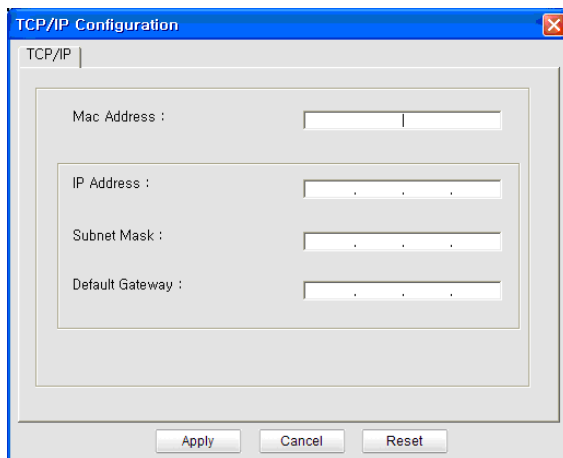 TCP/IP Configuration
TCP/IP
Mac Address :
IP Address :
. . .
Subnet Mask :
. . .
Default Gateway :
. . .
Apply Cancel Reset